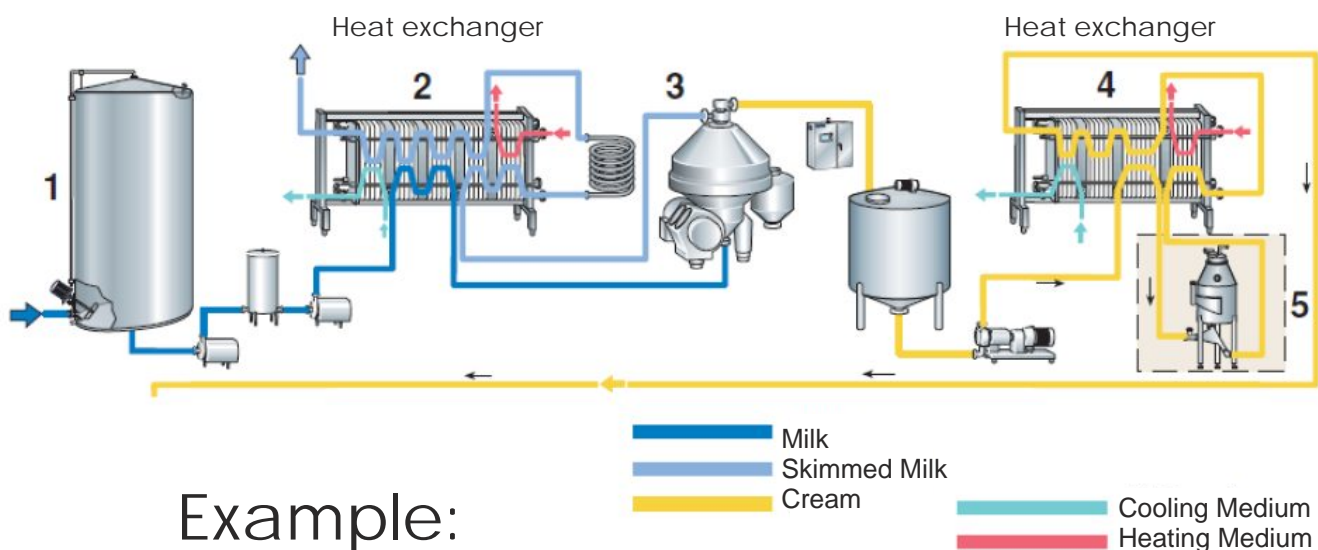 Heat exchanger
Heat exchanger
1
2
3
4
5
Milk
Skimmed Milk
Cream
Cooling Medium
Heating Medium
Example: